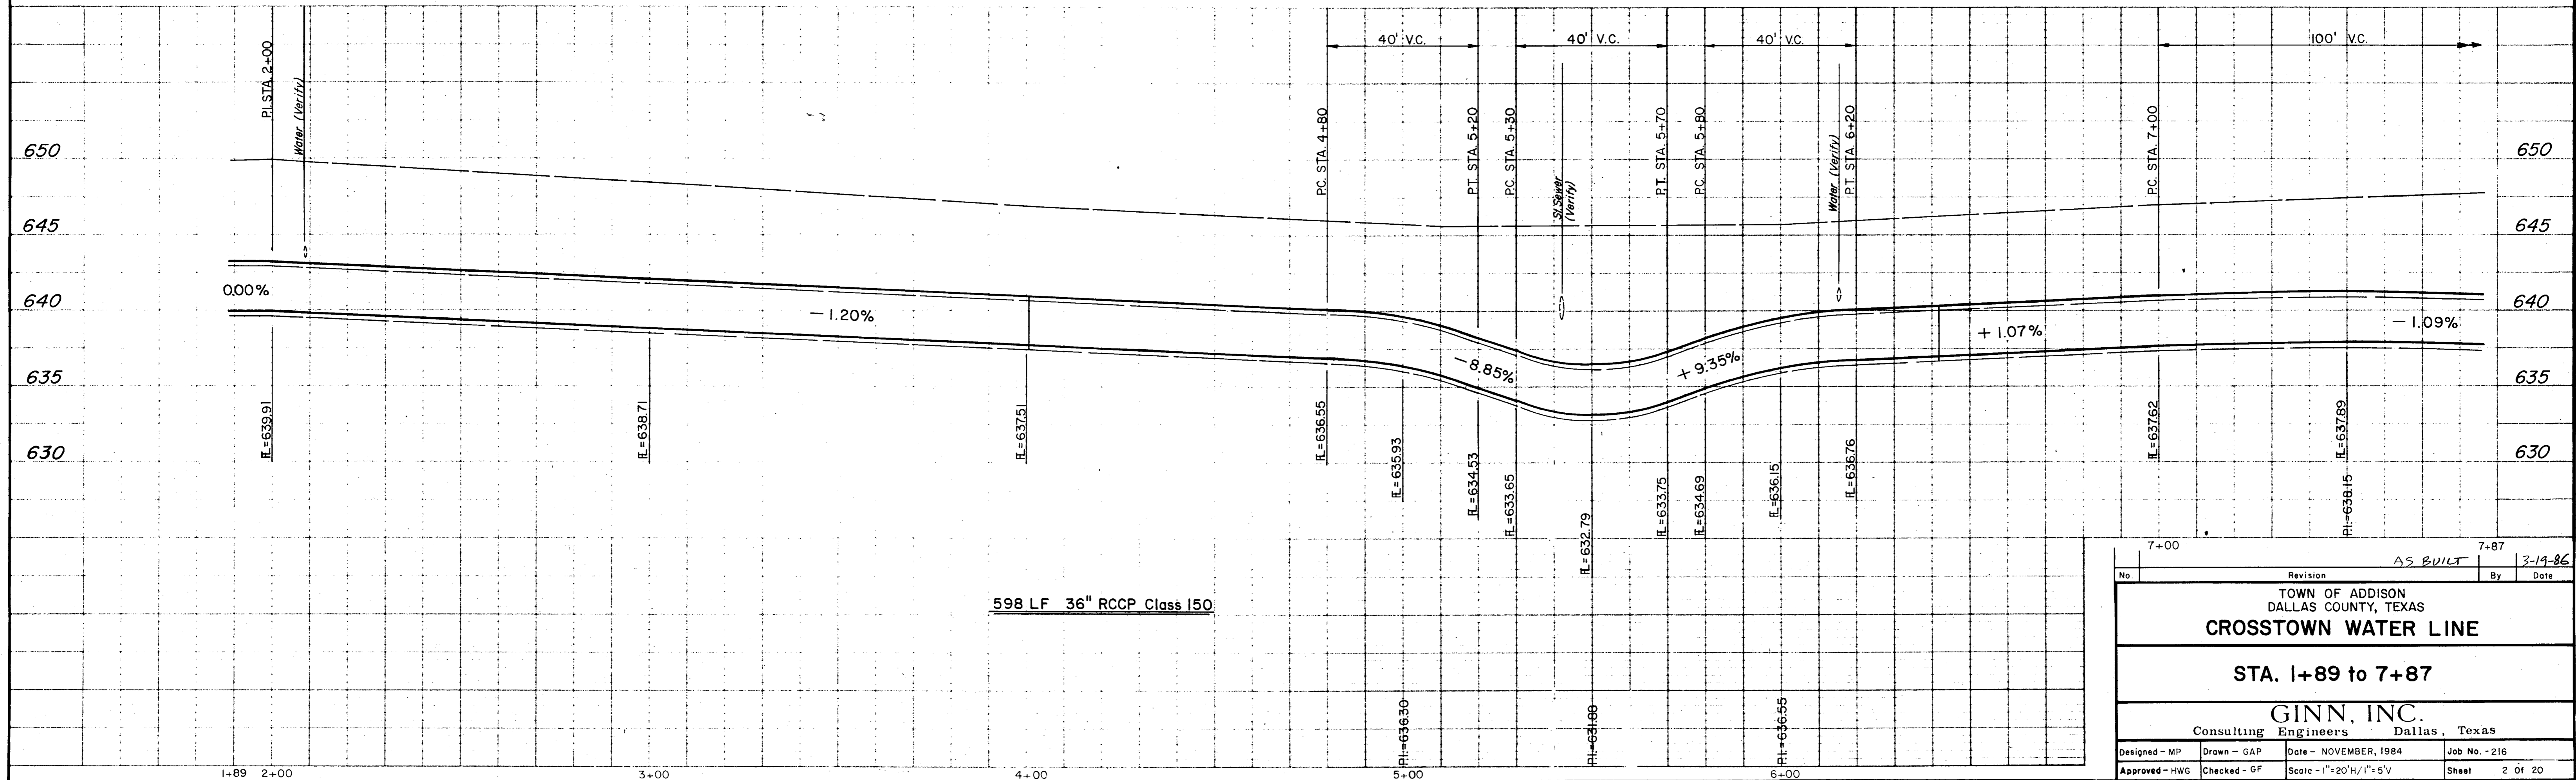 40' V.C.
40' V.C.
40' V.C.
100' V.C.
P.I. STA. 2+00
Water (Verify)
P.C. STA. 4+80
P.T. STA. 5+20
P.C. STA. 5+30
St. Sewer
(Verify)
P.T. STA. 5+70
P.C. STA. 5+80
Water (Verify)
P.T. STA. 6+20
P.C. STA. 7+00
650
650
645
645
640
640
635
635
630
630
0.00%
-1.20%
-8.85%
+9.35%
+1.07%
-1.09%
FL=639.91
FL=638.71
FL=637.51
FL=636.55
FL=635.93
FL=634.53
FL=633.65
FL=632.79
FL=633.75
FL=634.69
FL=636.15
FL=636.76
FL=637.62
FL=637.89
P.I.=638.15
598 LF 36" RCCP Class 150
P.I.=636.30
P.I.=631.88
P.I.=636.55
1+89 2+00
3+00
4+00
5+00
6+00
7+00
7+87
AS BUILT 3-19-86
No. Revision By Date
TOWN OF ADDISON
DALLAS COUNTY, TEXAS
CROSSTOWN WATER LINE
STA. 1+89 to 7+87
GINN, INC.
Consulting Engineers Dallas, Texas
Designed - MP Drawn - GAP Date - NOVEMBER, 1984 Job No. - 216
Approved - HWG Checked - GF Scale - 1"=20'H/1"=5'V Sheet 2 Of 20